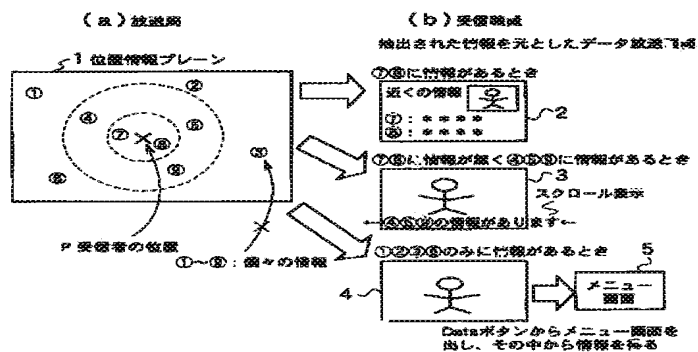 (a) 放送局
1 位置情報プレーン
①
②
④
⑤
⑦
⑧
③
⑨
⑥
P 受信者の位置
①~⑨:個々の情報
(b) 受信端末
抽出された情報を元としたデータ放送
⑦⑧に情報があるとき
近くの情報
⑦:****
⑧:****
2
⑦⑧に情報が無く④⑤⑨に情報があるとき
3
スクロール表示
←④⑤⑨の情報があります←
①②③⑥のみに情報があるとき
4
5
メニュー
画面
Dataボタンからメニュー画面を
出し、その中から情報を得る